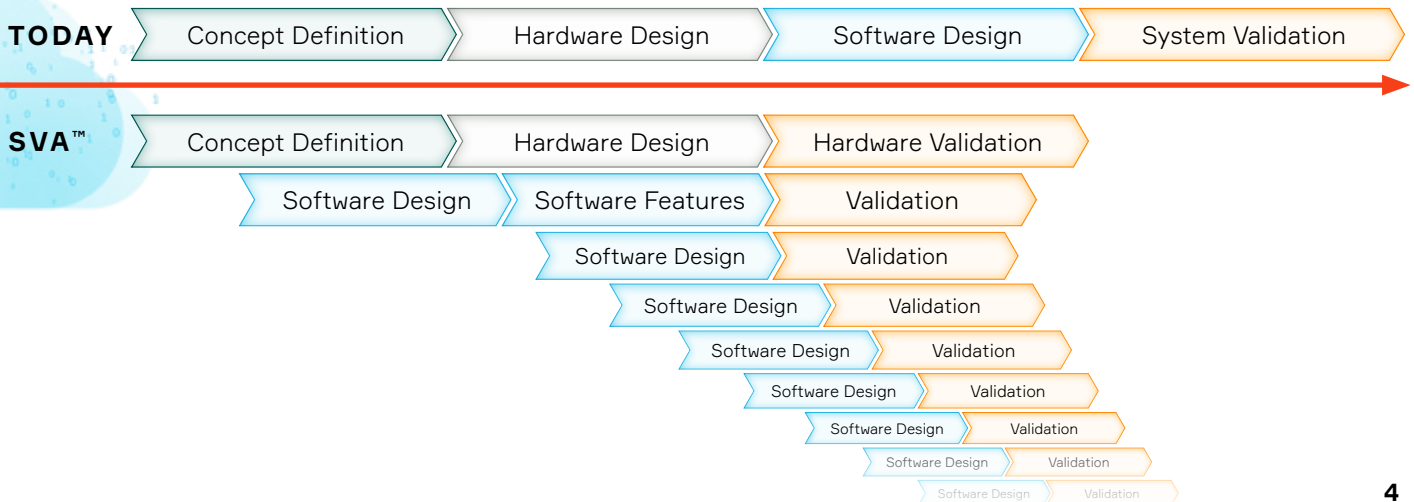 TODAY Concept Definition Hardware Design Software Design System Validation
SVA™ Concept Definition Hardware Design Hardware Validation
Software Design Software Features Validation
Software Design Validation
Software Design Validation
Software Design Validation
Software Design Validation
Software Design Validation
Software Design Validation
Software Design Validation
4